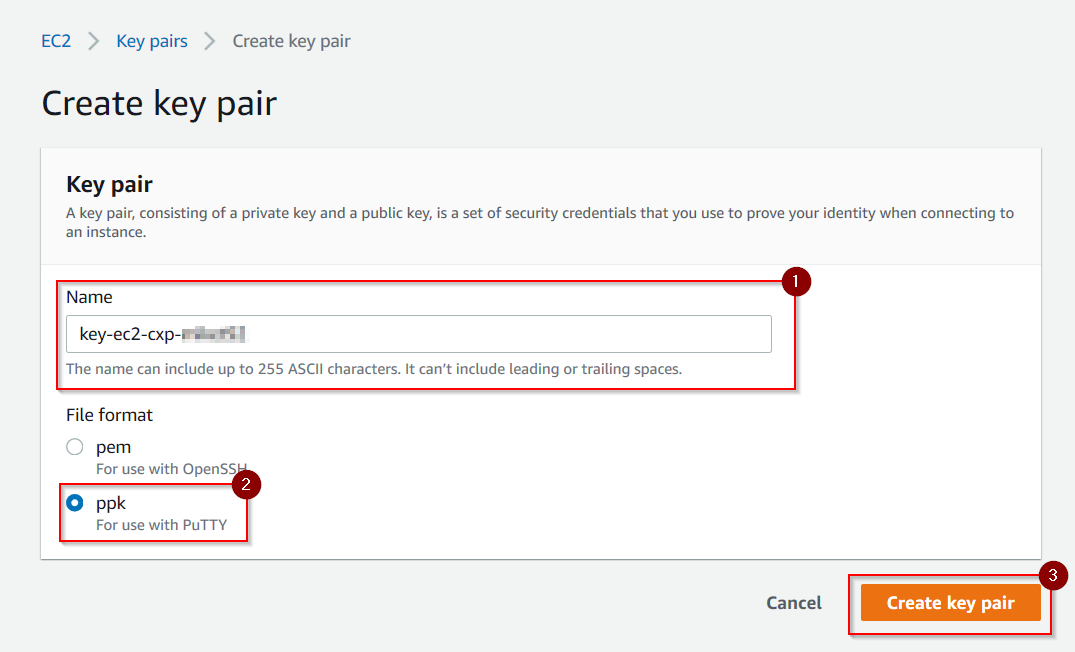 EC2 > Key pairs > Create key pair
Create key pair
Key pair
A key pair, consisting of a private key and a public key, is a set of security credentials that you use to prove your identity when connecting to
an instance.
1
Name
key-ec2-cxp-
The name can include up to 255 ASCII characters. It can’t include leading or trailing spaces.
File format
pem
For use with OpenSSH
2
ppk
For use with PuTTY
3
Cancel Create key pair